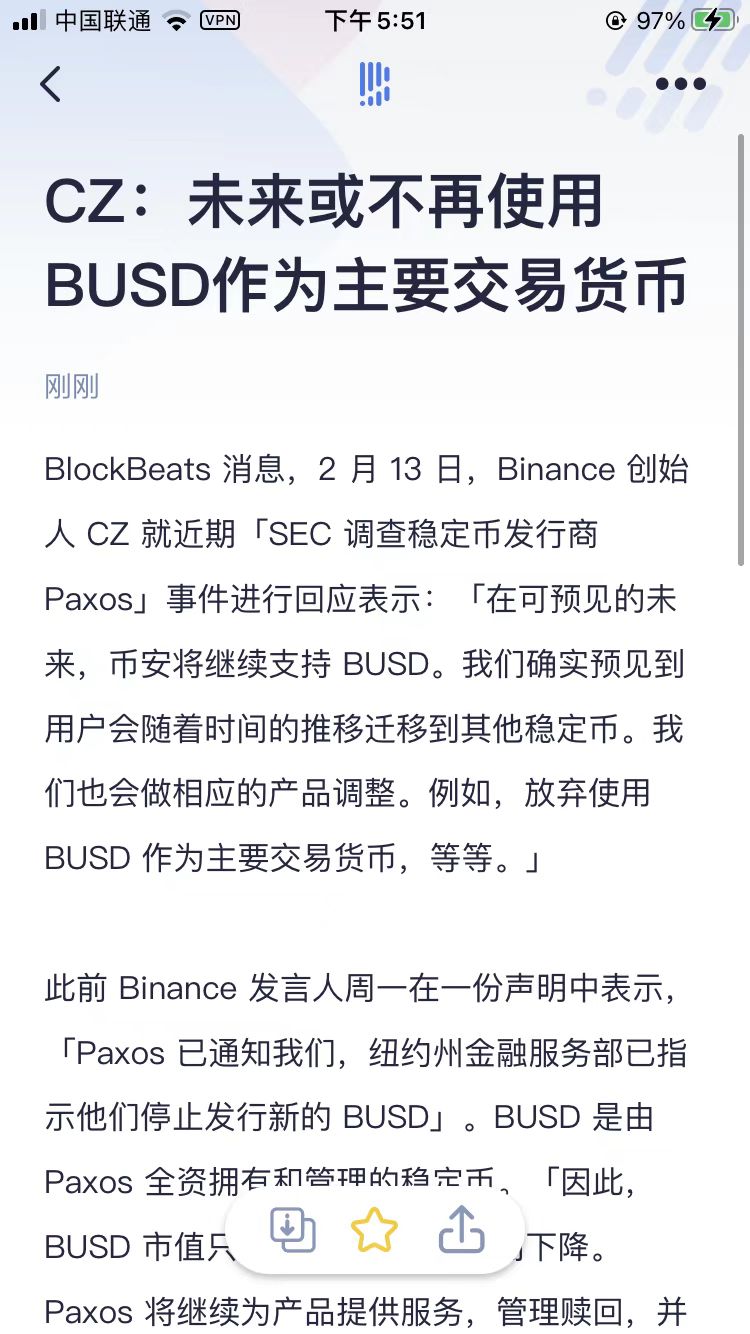 中国联通 VPN 下午5:51 97%
CZ：未来或不再使用
BUSD作为主要交易货币
刚刚
BlockBeats 消息，2 月 13 日，Binance 创始
人 CZ 就近期「SEC 调查稳定币发行商
Paxos」事件进行回应表示：「在可预见的未
来，币安将继续支持 BUSD。我们确实预见到
用户会随着时间的推移迁移到其他稳定币。我
们也会做相应的产品调整。例如，放弃使用
BUSD 作为主要交易货币，等等。」
此前 Binance 发言人周一在一份声明中表示，
「Paxos 已通知我们，纽约州金融服务部已指
示他们停止发行新的 BUSD」。BUSD 是由
Paxos 全资拥有和管理的稳定币。「因此，
BUSD 市值只 下降。
Paxos 将继续为产品提供服务，管理赎回，并